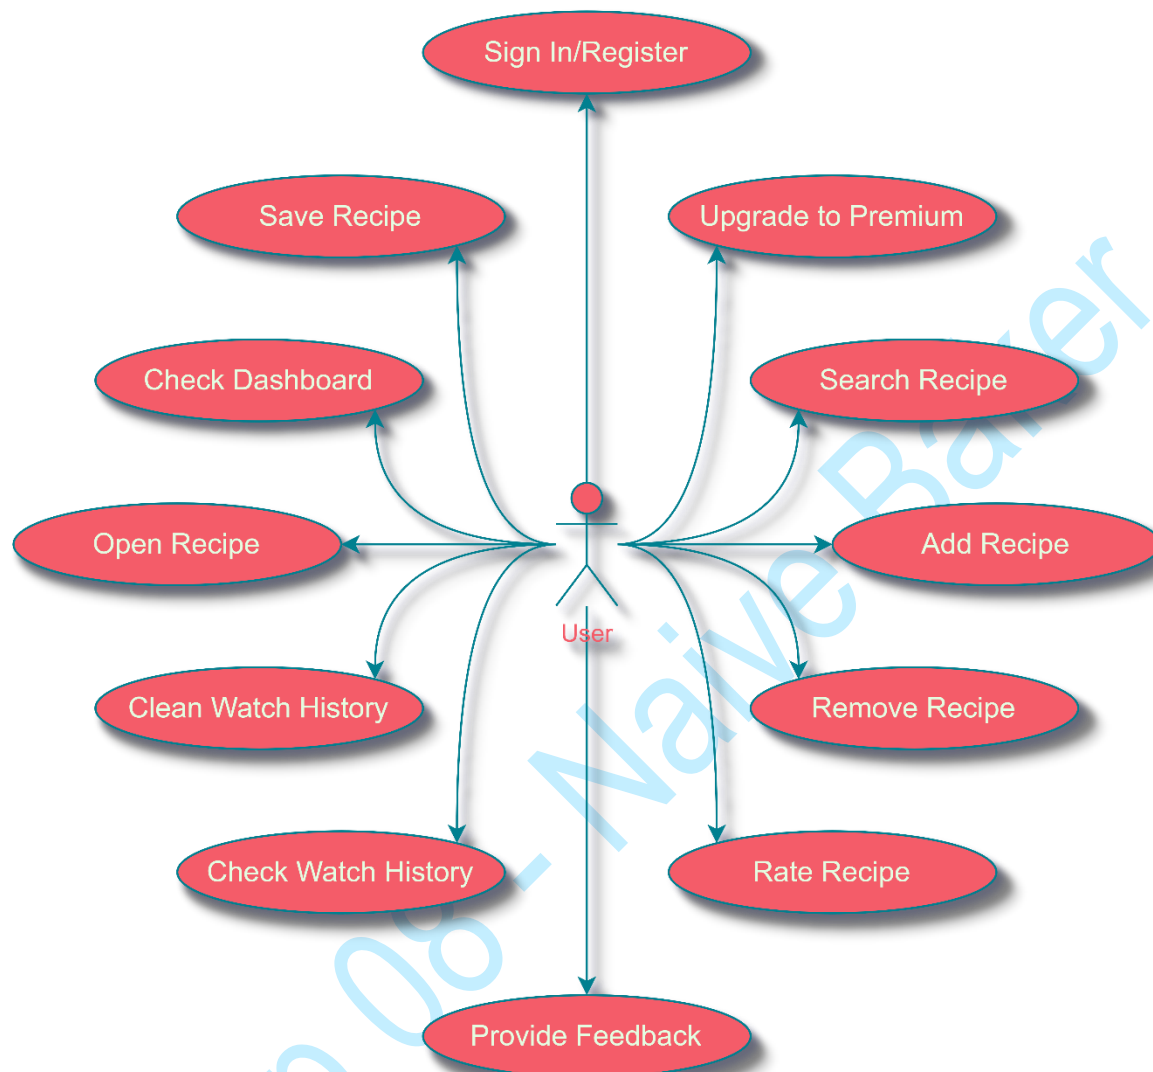 Sign In/Register
Save Recipe
Upgrade to Premium
Check Dashboard
Search Recipe
Open Recipe
Add Recipe
User
Clean Watch History
Remove Recipe
Check Watch History
Rate Recipe
Provide Feedback
08 - Naive Baker